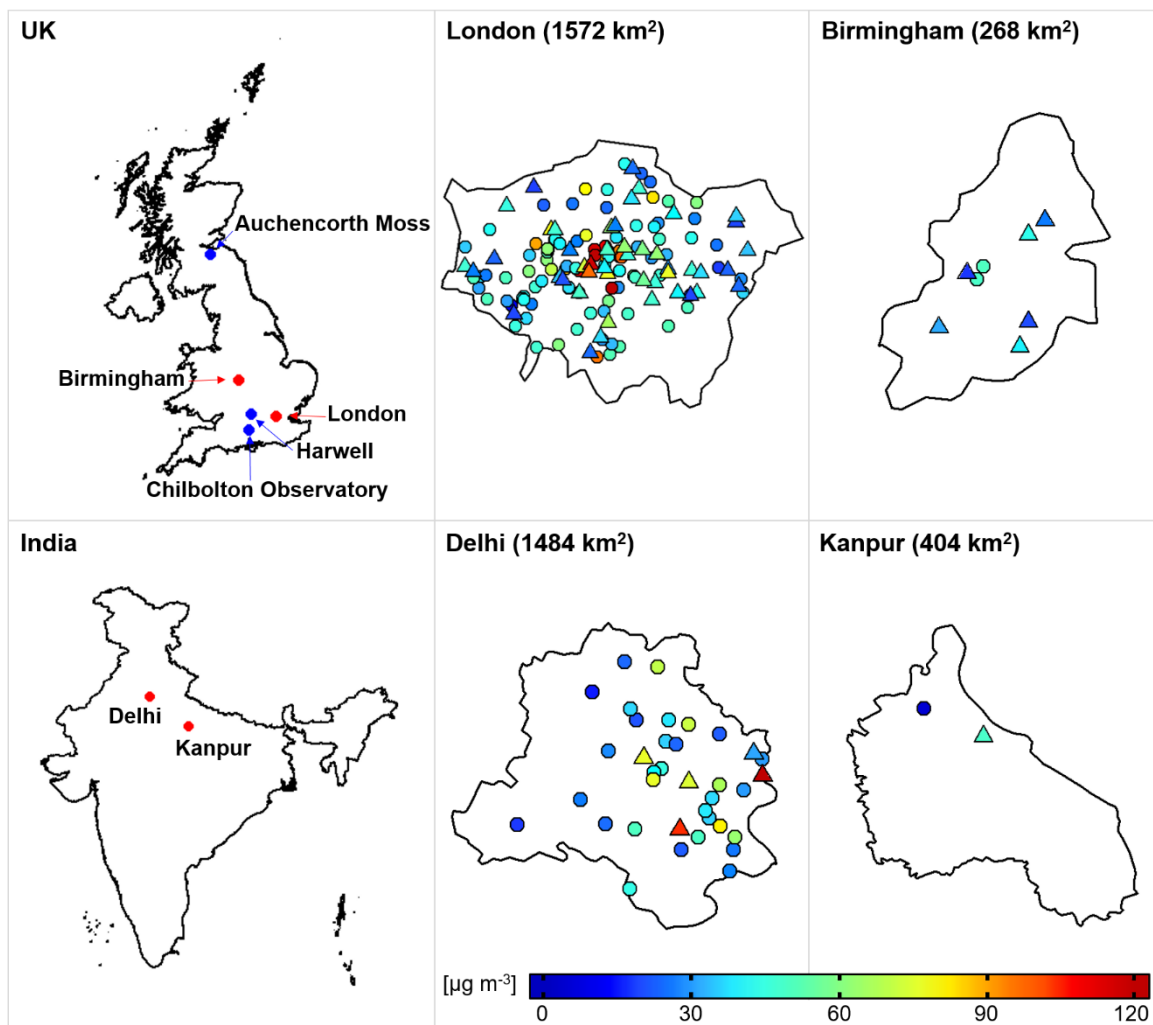 UK
London (1572 km²)
Birmingham (268 km²)
Auchencorth Moss
Birmingham
London
Harwell
Chilbolton Observatory
India
Delhi (1484 km²)
Kanpur (404 km²)
Delhi
Kanpur
[µg m⁻³]
0 30 60 90 120